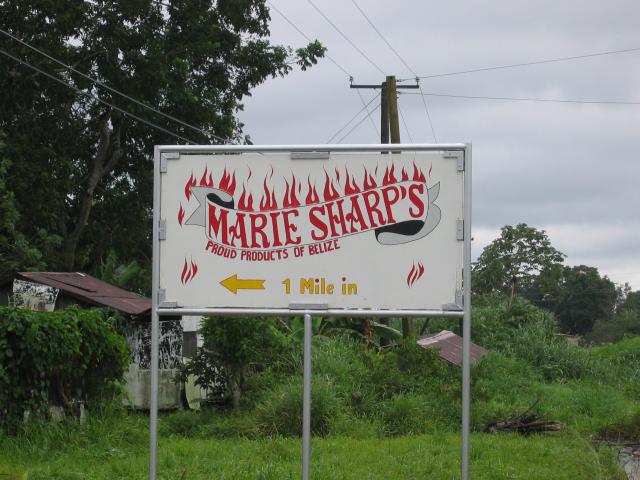 MARIE SHARP'S
PROUD PRODUCTS OF BELIZE
1 Mile in